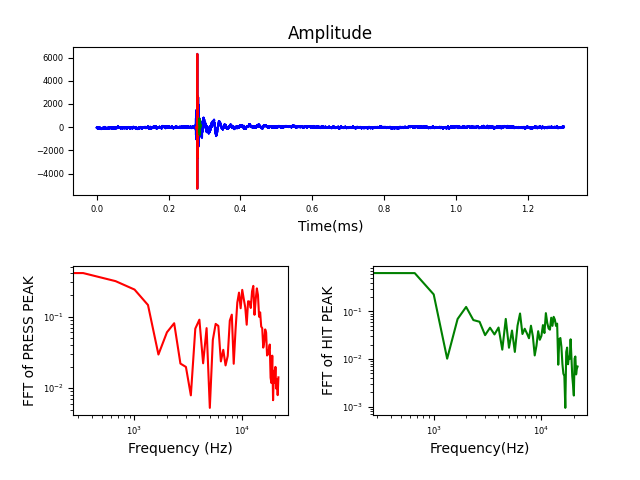 Amplitude
6000
4000
2000
0
−2000
−4000
0.0 0.2 0.4 0.6 0.8 1.0 1.2
Time(ms)
FFT of PRESS PEAK
10⁻¹
10⁻²
10³ 10⁴
Frequency (Hz)
FFT of HIT PEAK
10⁻¹
10⁻²
10⁻³
10³ 10⁴
Frequency(Hz)